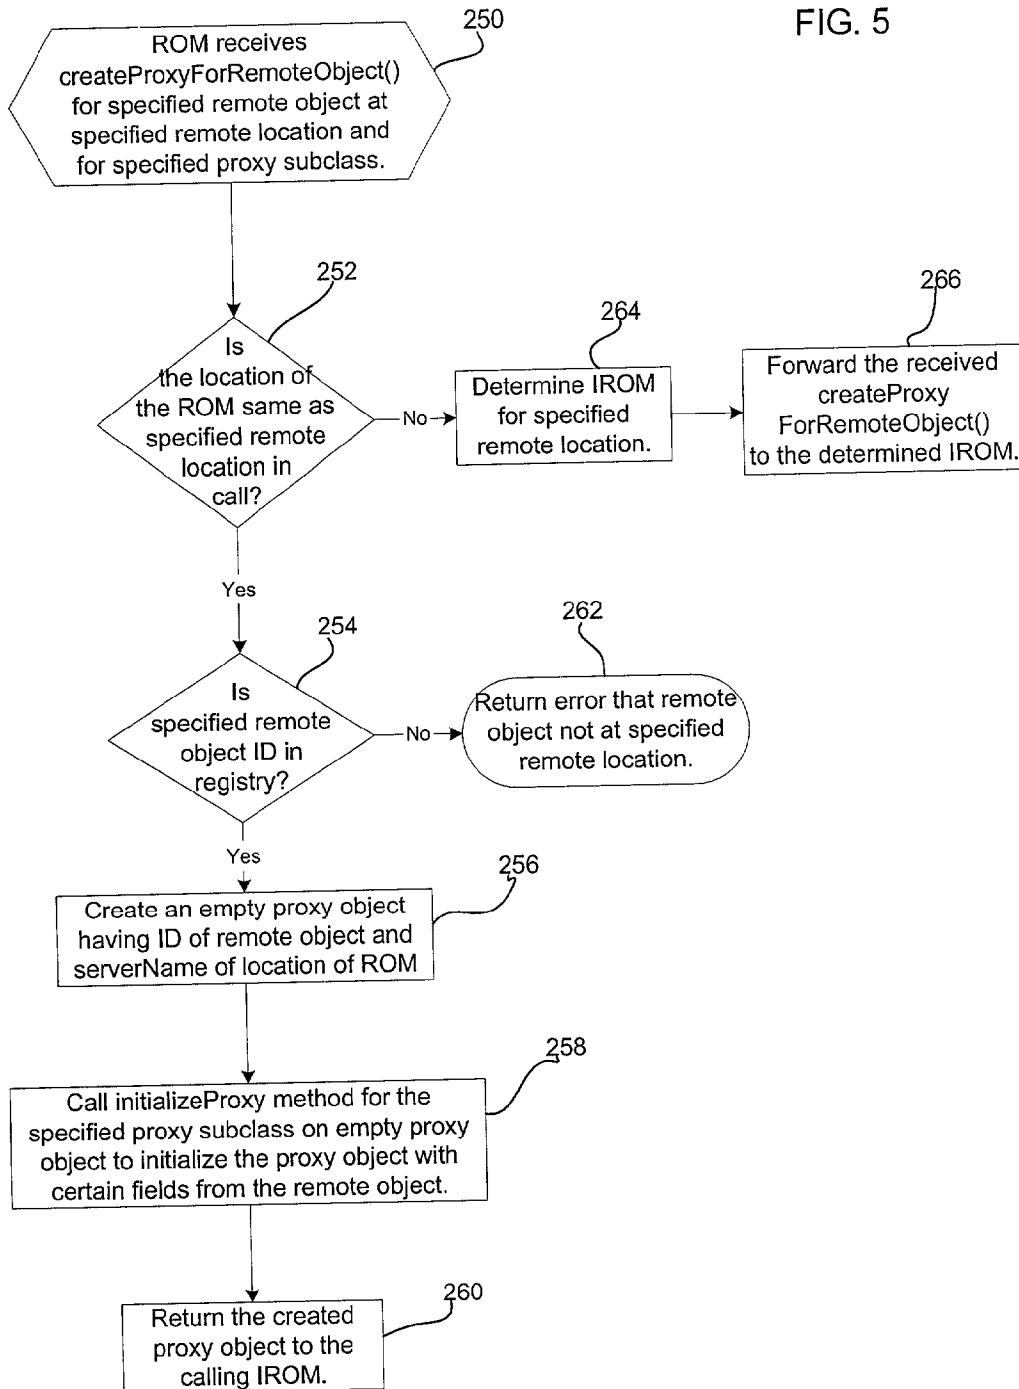 FIG. 5
250
ROM receives
createProxyForRemoteObject()
for specified remote object at
specified remote location and
for specified proxy subclass.
252
Is
the location of
the ROM same as
specified remote
location in
call?
No
264
Determine IROM
for specified
remote location.
266
Forward the received
createProxy
ForRemoteObject()
to the determined IROM.
Yes
254
Is
specified remote
object ID in
registry?
No
262
Return error that remote
object not at specified
remote location.
Yes
256
Create an empty proxy object
having ID of remote object and
serverName of location of ROM
258
Call initializeProxy method for the
specified proxy subclass on empty proxy
object to initialize the proxy object with
certain fields from the remote object.
260
Return the created
proxy object to the
calling IROM.